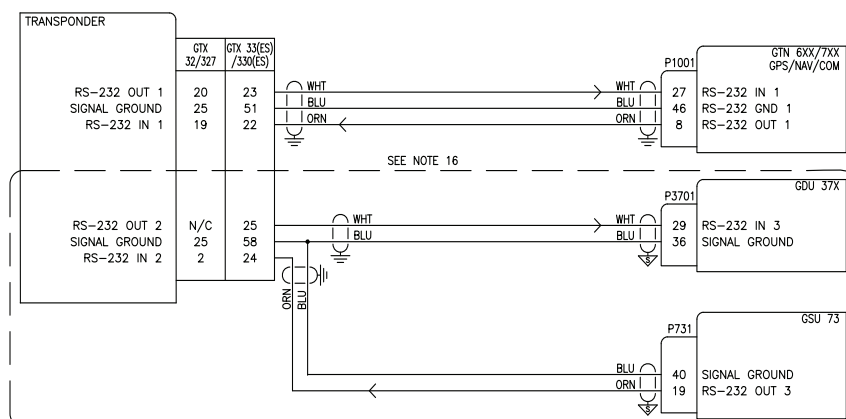 TRANSPONDER
GTX 32/327
GTX 33(ES) /330(ES)
RS-232 OUT 1 20 23
SIGNAL GROUND 25 51
RS-232 IN 1 19 22
WHT
BLU
ORN
WHT
BLU
ORN
P1001
GTN 6XX/7XX
GPS/NAV/COM
27 RS-232 IN 1
46 RS-232 GND 1
8 RS-232 OUT 1
SEE NOTE 16
RS-232 OUT 2 N/C 25
SIGNAL GROUND 25 58
RS-232 IN 2 2 24
WHT
BLU
WHT
BLU
S
P3701
GDU 37X
29 RS-232 IN 3
36 SIGNAL GROUND
ORN
BLU
BLU
ORN
S
P731
GSU 73
40 SIGNAL GROUND
19 RS-232 OUT 3